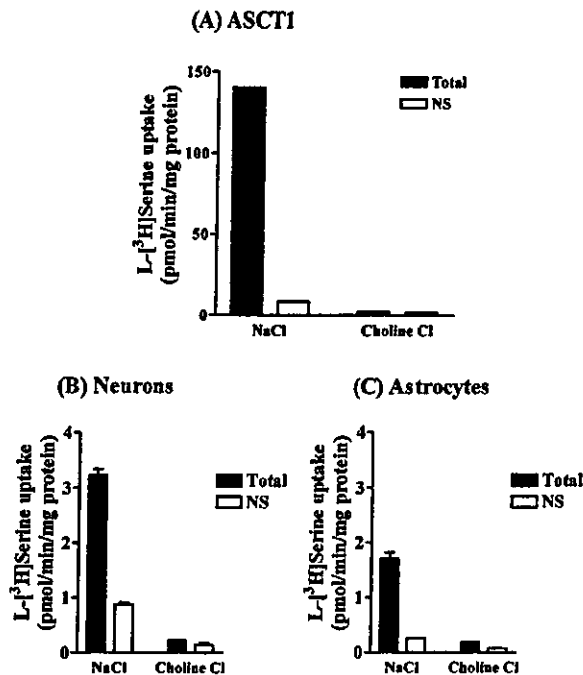 (A) ASCT1
L-[³H]Serine uptake
(pmol/min/mg protein)
150
100
50
0
Total
NS
NaCl
Choline Cl
(B) Neurons
L-[³H]Serine uptake
(pmol/min/mg protein)
4
3
2
1
0
Total
NS
NaCl
Choline Cl
(C) Astrocytes
L-[³H]Serine uptake
(pmol/min/mg protein)
4
3
2
1
0
Total
NS
NaCl
Choline Cl